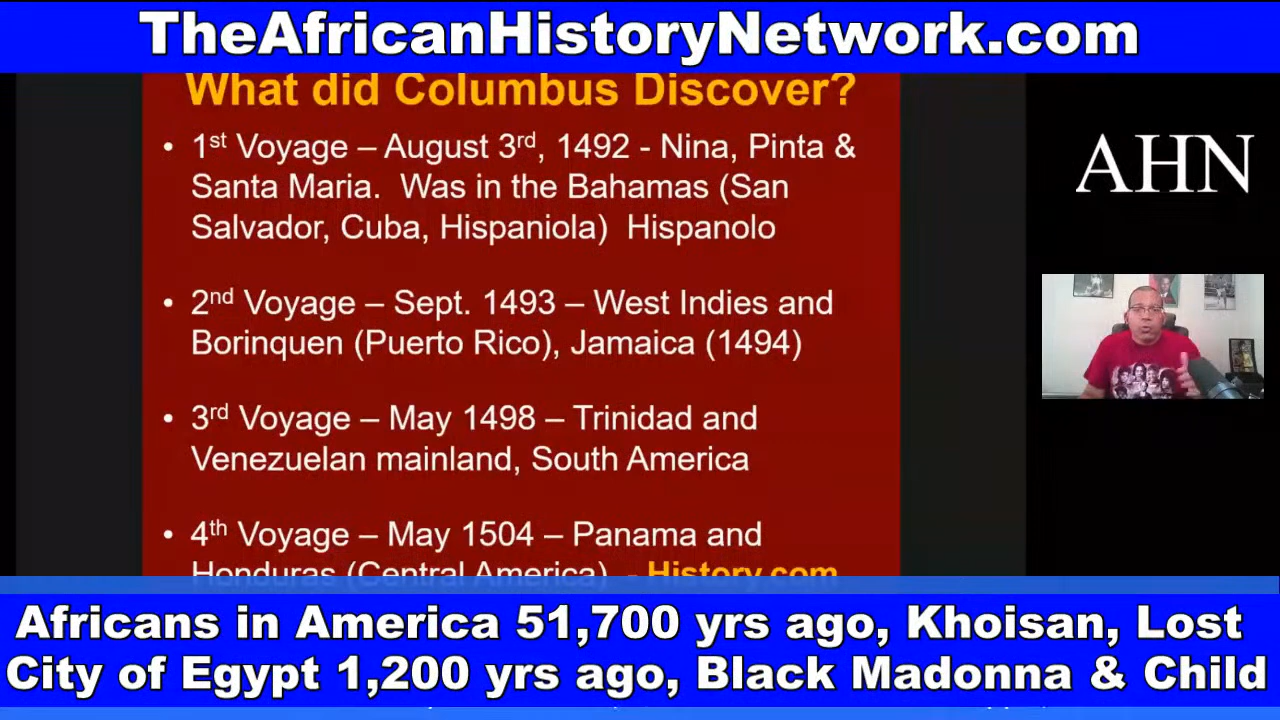 TheAfricanHistoryNetwork.com
What did Columbus Discover?
AHN
• 1st Voyage – August 3rd, 1492 - Nina, Pinta &
Santa Maria.  Was in the Bahamas (San
Salvador, Cuba, Hispaniola)  Hispanolo
• 2nd Voyage – Sept. 1493 – West Indies and
Borinquen (Puerto Rico), Jamaica (1494)
• 3rd Voyage – May 1498 – Trinidad and
Venezuelan mainland, South America
• 4th Voyage – May 1504 – Panama and
Honduras (Central America)  - History.com
Africans in America 51,700 yrs ago, Khoisan, Lost
City of Egypt 1,200 yrs ago, Black Madonna & Child